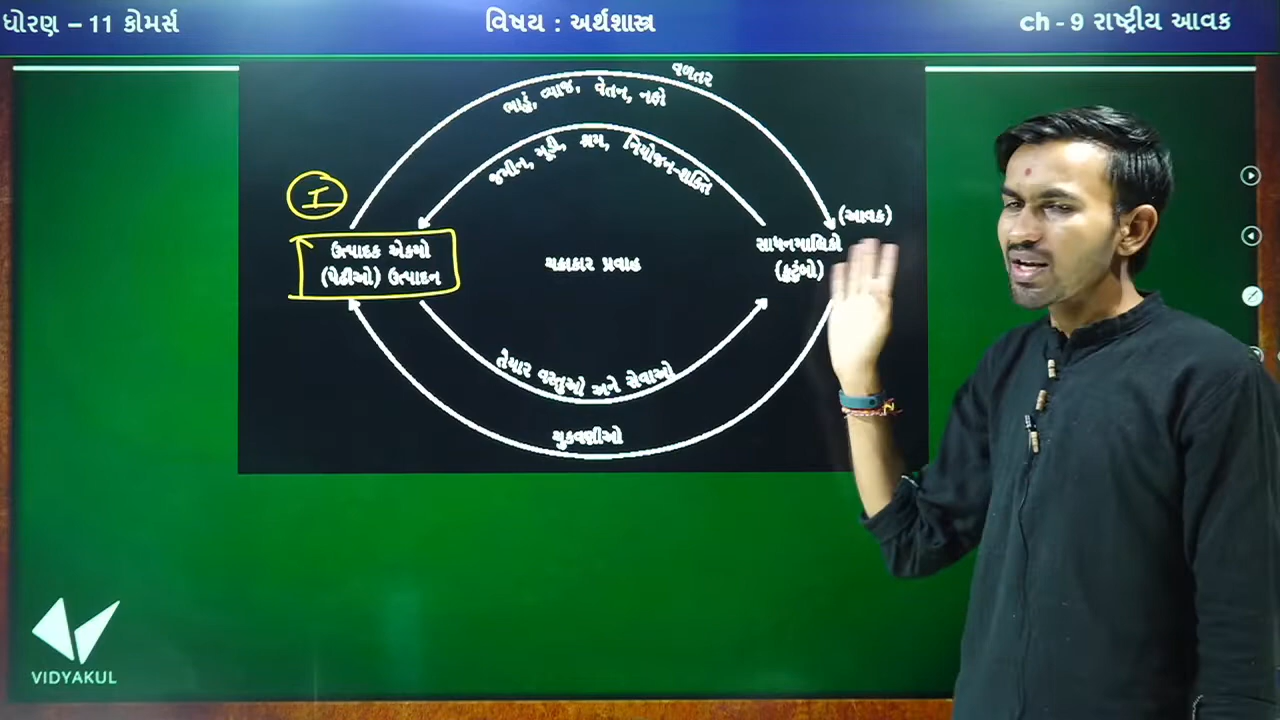 ધોરણ – 11 કોમર્સ
વિષય : અર્થશાસ્ત્ર
ch - 9 રાષ્ટ્રીય આવક
વળતર
ભાડું, વ્યાજ, વેતન, નફો
જમીન, મૂડી, શ્રમ, નિયોજન-શક્તિ
I
(આવક)
ઉત્પાદક એકમો
(પેઢીઓ) ઉત્પાદન
ચક્રાકાર પ્રવાહ
સાધનમાલિકો
(કુટુંબો)
તૈયાર વસ્તુઓ અને સેવાઓ
ચુકવણીઓ
VIDYAKUL